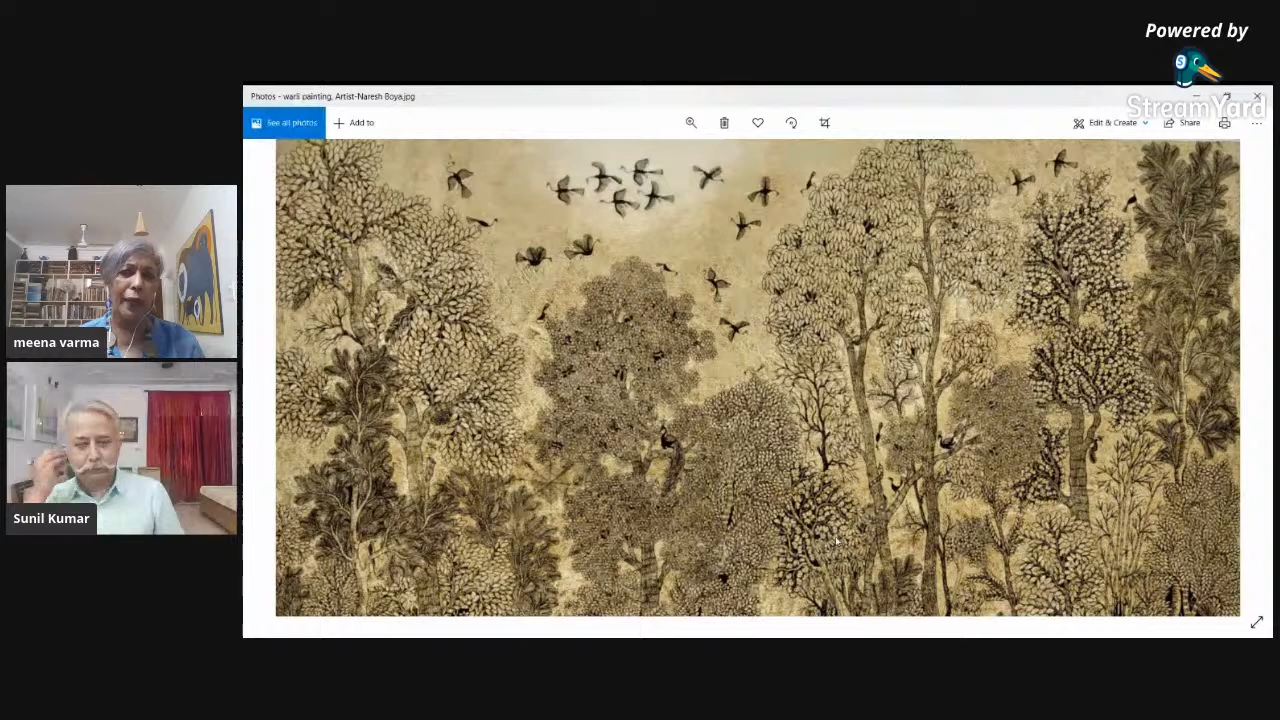 Powered by
StreamYard
Photos - warli painting, Artist-Naresh Boya.jpg
See all photos
Add to
Edit & Create
Share
meena varma
Sunil Kumar